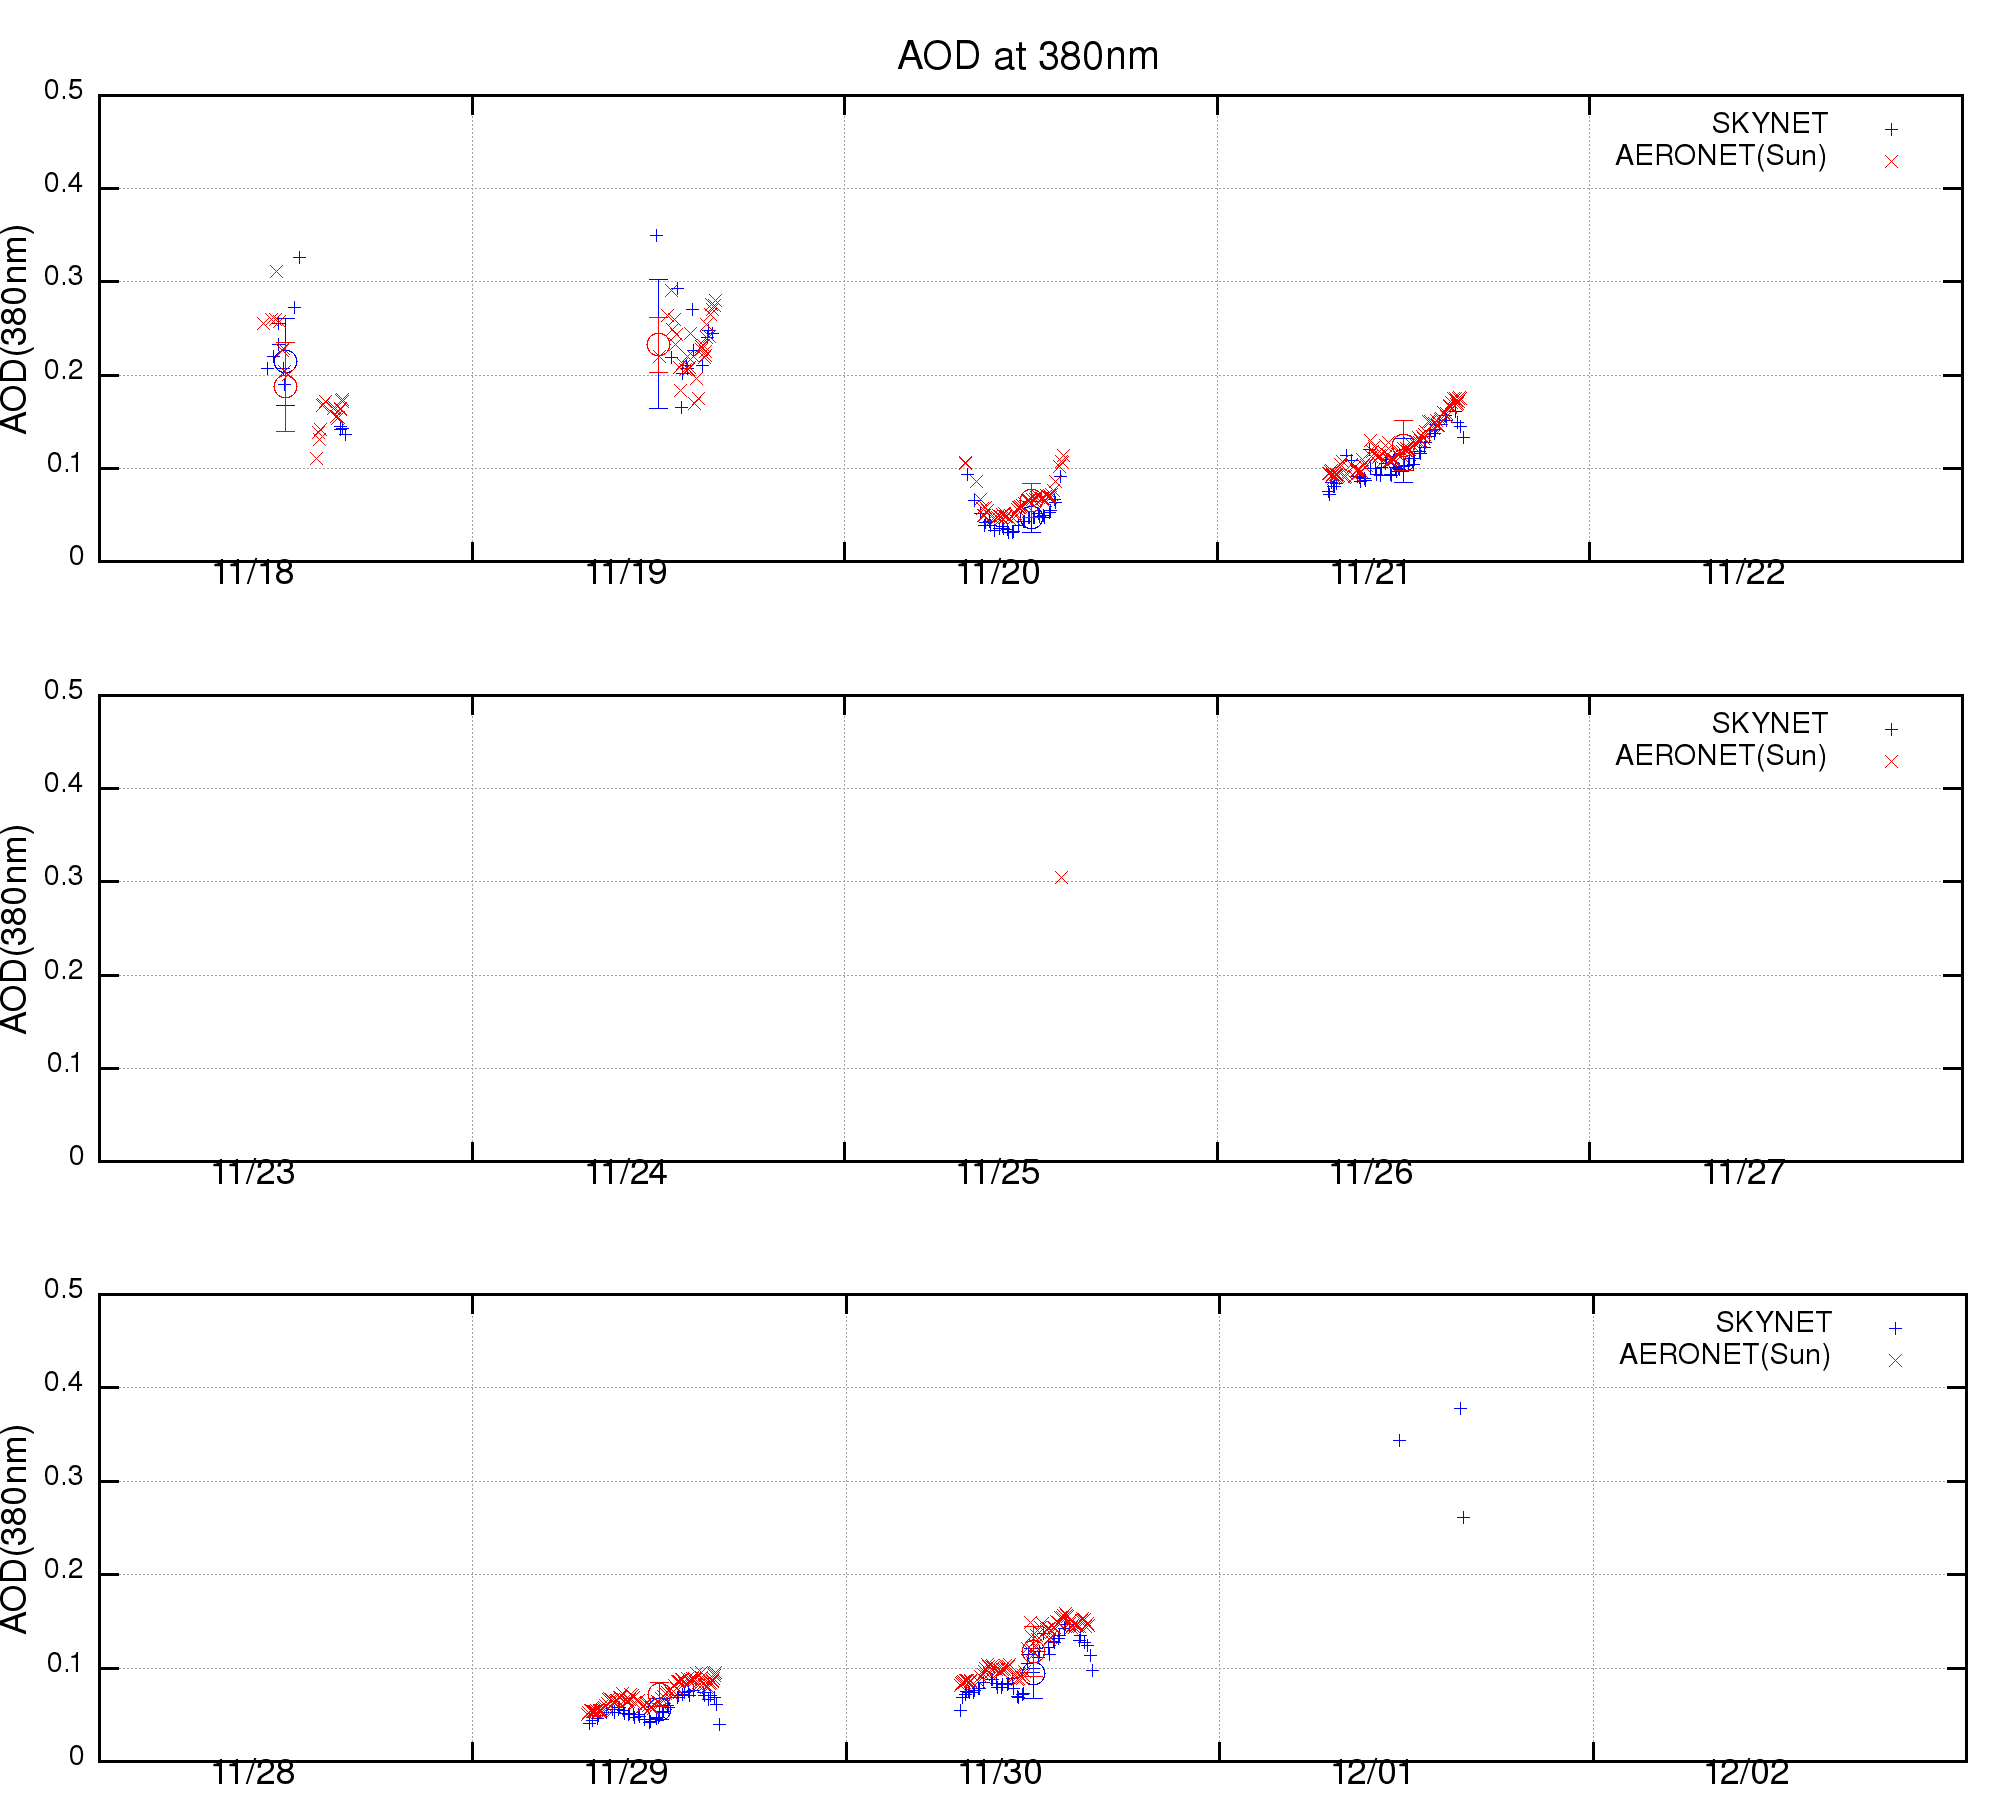 AOD at 380nm
0.5
0.4
0.3
0.2
0.1
0
AOD(380nm)
SKYNET
AERONET(Sun)
11/18 11/19 11/20 11/21 11/22
0.5
0.4
0.3
0.2
0.1
0
AOD(380nm)
SKYNET
AERONET(Sun)
11/23 11/24 11/25 11/26 11/27
0.5
0.4
0.3
0.2
0.1
0
AOD(380nm)
SKYNET
AERONET(Sun)
11/28 11/29 11/30 12/01 12/02